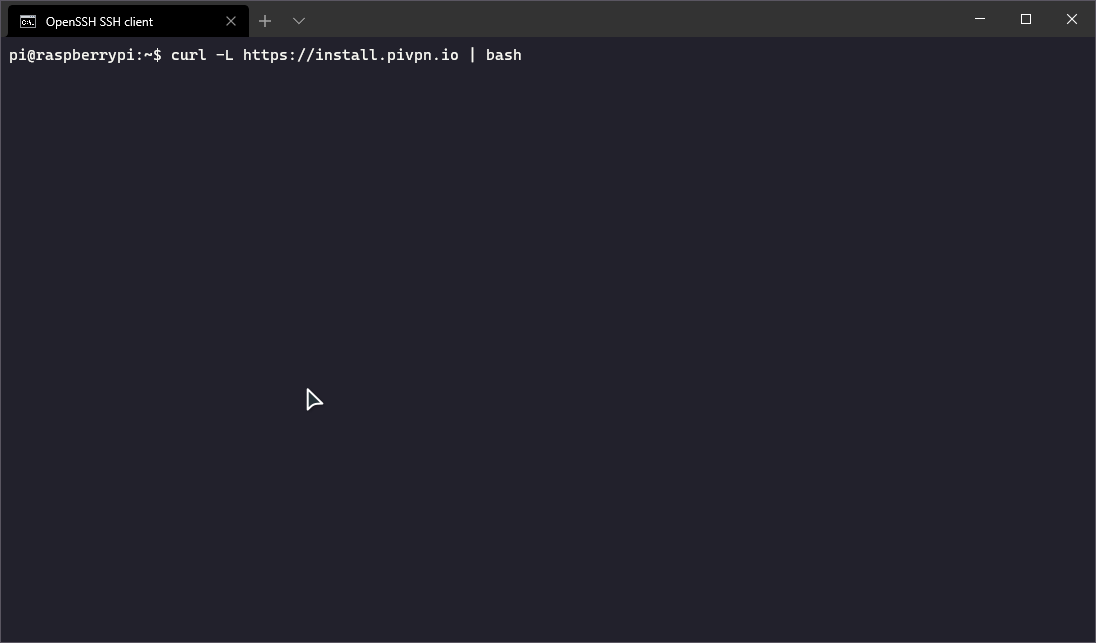 OpenSSH SSH client
pi@raspberrypi:~$ curl -L https://install.pivpn.io | bash